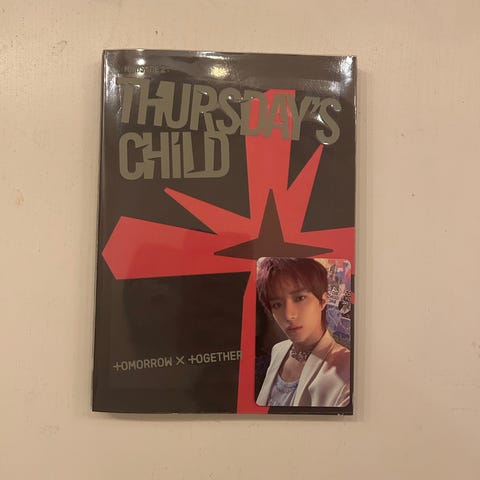 THURSDAY'S
CHILD
TOMORROW X TOGETHER